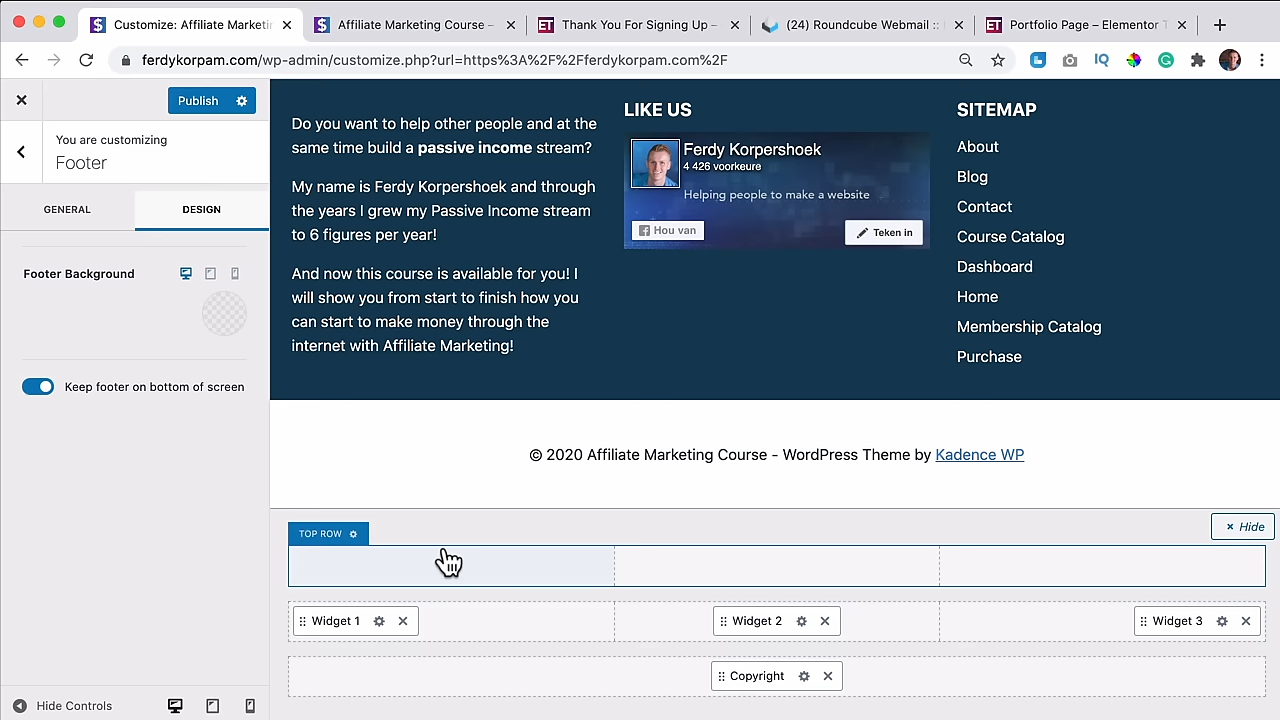 Customize: Affiliate Marketi
Affiliate Marketing Course –
ET
Thank You For Signing Up –
(24) Roundcube Webmail ::
ET
Portfolio Page – Elementor T
ferdykorpam.com/wp-admin/customize.php?url=https%3A%2F%2Fferdykorpam.com%2F
IQ
Publish
You are customizing
Footer
GENERAL
DESIGN
Footer Background
Keep footer on bottom of screen
Hide Controls
Do you want to help other people and at the
same time build a passive income stream?
My name is Ferdy Korpershoek and through
the years I grew my Passive Income stream
to 6 figures per year!
And now this course is available for you! I
will show you from start to finish how you
can start to make money through the
internet with Affiliate Marketing!
LIKE US
Ferdy Korpershoek
4 426 voorkeure
Helping people to make a website
Hou van
Teken in
SITEMAP
About
Blog
Contact
Course Catalog
Dashboard
Home
Membership Catalog
Purchase
© 2020 Affiliate Marketing Course - WordPress Theme by Kadence WP
× Hide
TOP ROW
Widget 1
Widget 2
Widget 3
Copyright